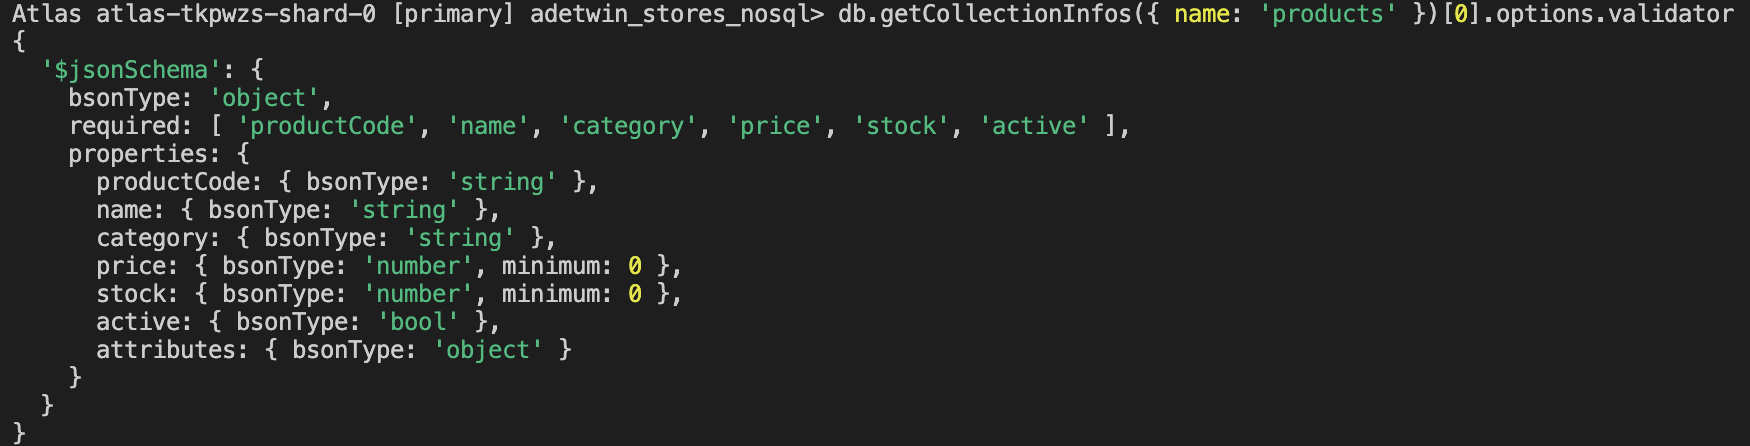 Atlas atlas-tkpwzs-shard-0 [primary] adetwin_stores_nosql> db.getCollectionInfos({ name: 'products' })[0].options.validator
{
  '$jsonSchema': {
    bsonType: 'object',
    required: [ 'productCode', 'name', 'category', 'price', 'stock', 'active' ],
    properties: {
      productCode: { bsonType: 'string' },
      name: { bsonType: 'string' },
      category: { bsonType: 'string' },
      price: { bsonType: 'number', minimum: 0 },
      stock: { bsonType: 'number', minimum: 0 },
      active: { bsonType: 'bool' },
      attributes: { bsonType: 'object' }
    }
  }
}